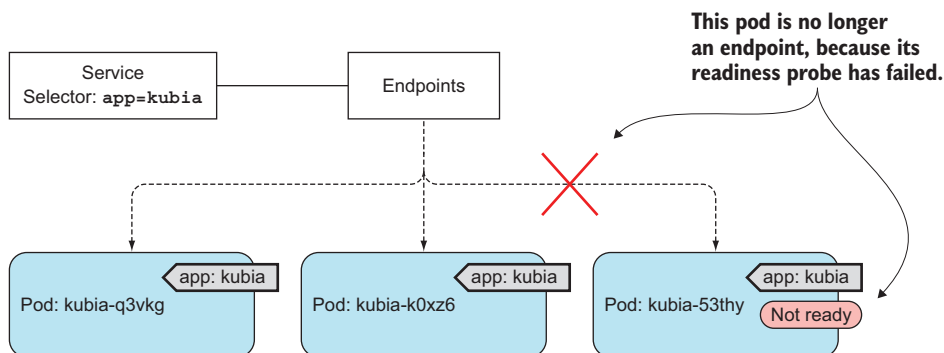 This pod is no longer
an endpoint, because its
readiness probe has failed.
Service
Selector: app=kubia
Endpoints
app: kubia
Pod: kubia-q3vkg
app: kubia
Pod: kubia-k0xz6
app: kubia
Pod: kubia-53thy
Not ready